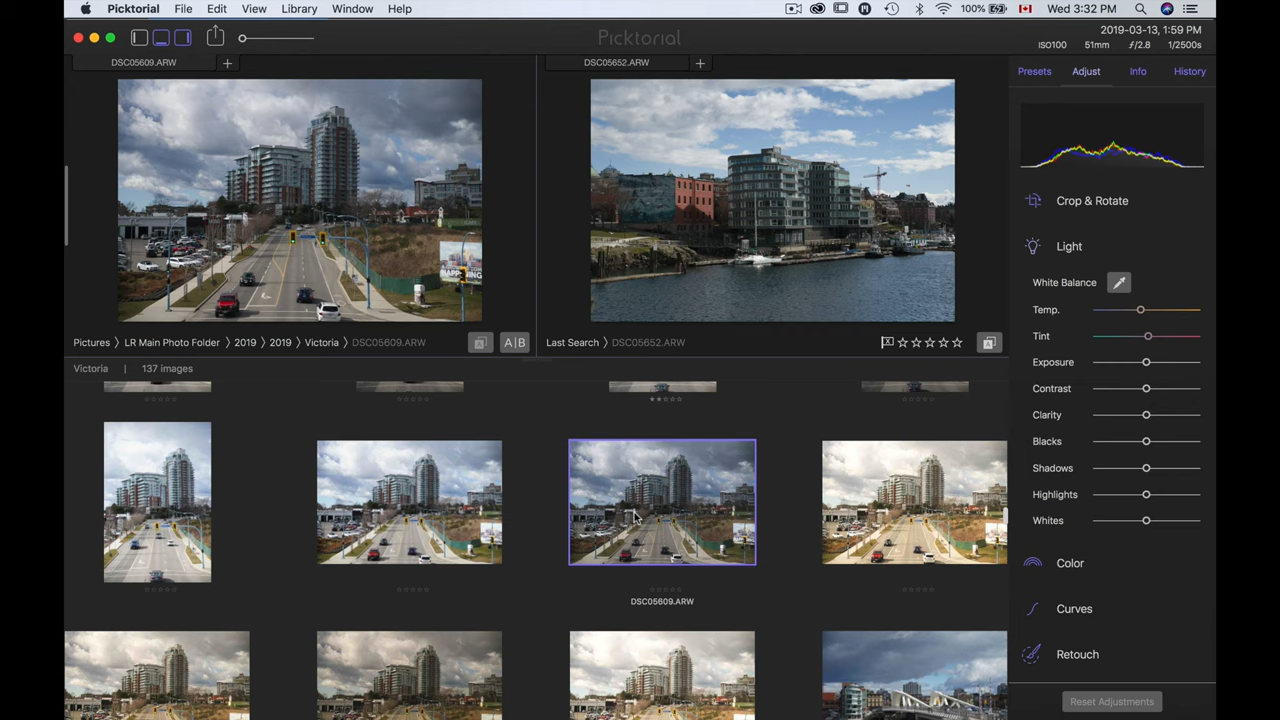 Picktorial File Edit View Library Window Help 100% Wed 3:32 PM
Picktorial
2019-03-13, 1:59 PM
ISO100 51mm ƒ/2.8 1/2500s
DSC05609.ARW + DSC05652.ARW +
Presets Adjust Info History
Crop & Rotate
Light
White Balance
Temp.
Tint
Exposure
Contrast
Clarity
Blacks
Shadows
Highlights
Whites
Color
Curves
Retouch
Reset Adjustments
HAPPENING
Pictures › LR Main Photo Folder › 2019 › 2019 › Victoria › DSC05609.ARW A A|B
Last Search › DSC05652.ARW A
Victoria | 137 images
DSC05609.ARW